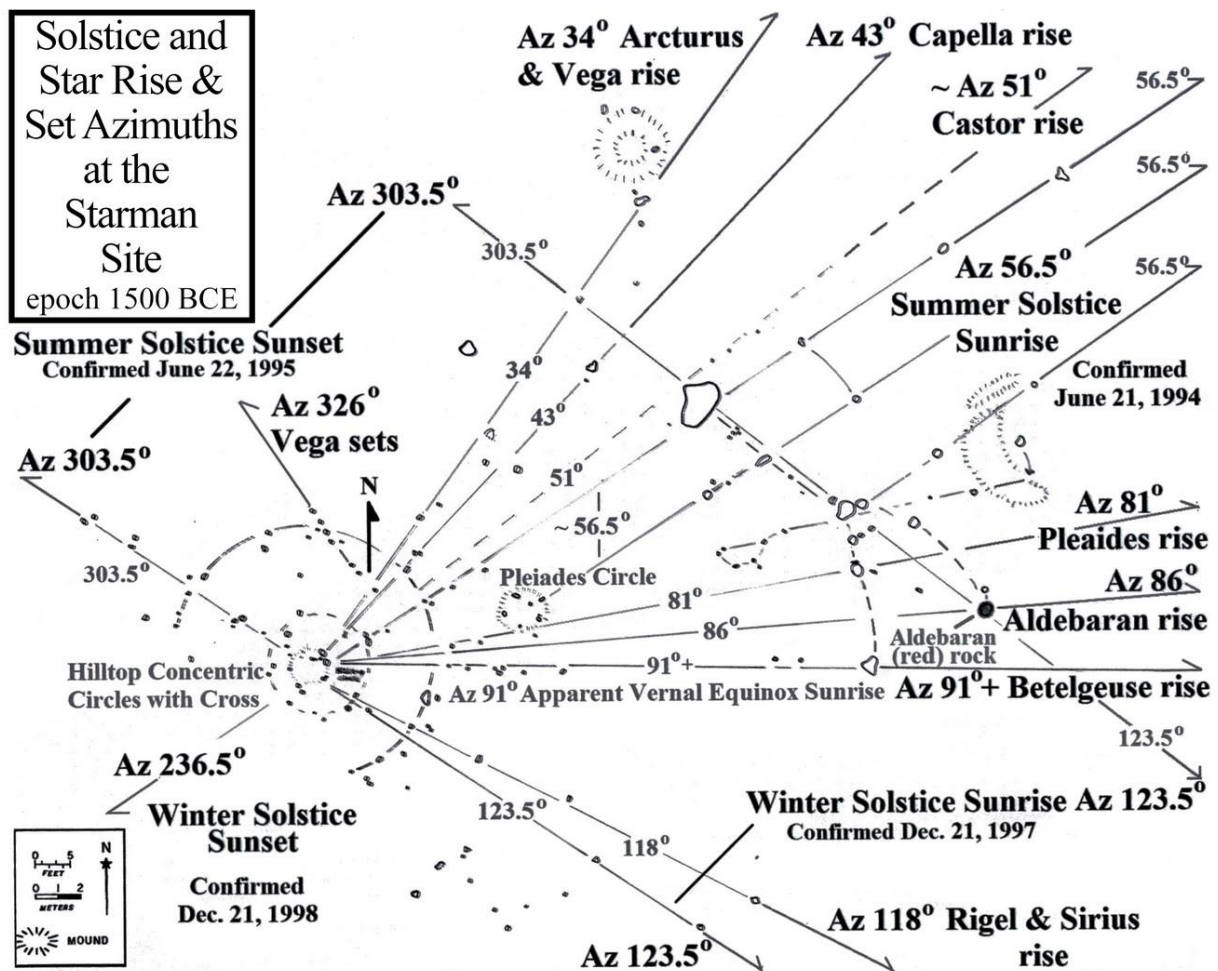 Solstice and
Star Rise &
Set Azimuths
at the
Starman
Site
epoch 1500 BCE
Az 34° Arcturus
& Vega rise
Az 43° Capella rise
~ Az 51°
Castor rise
56.5°
56.5°
56.5°
Az 303.5°
303.5°
Az 56.5°
Summer Solstice
Sunrise
Confirmed
June 21, 1994
Summer Solstice Sunset
Confirmed June 22, 1995
Az 326°
Vega sets
Az 303.5°
N
34°
43°
51°
~ 56.5°
303.5°
Pleiades Circle
81°
86°
91°+
Az 81°
Pleaides rise
Az 86°
Aldebaran rise
Aldebaran
(red) rock
Hilltop Concentric
Circles with Cross
Az 91° Apparent Vernal Equinox Sunrise
Az 91°+ Betelgeuse rise
123.5°
Az 236.5°
Winter Solstice
Sunset
Confirmed
Dec. 21, 1998
123.5°
118°
Winter Solstice Sunrise Az 123.5°
Confirmed Dec. 21, 1997
Az 118° Rigel & Sirius
rise
Az 123.5°
0 5
FEET
0 1 2
METERS
N
MOUND